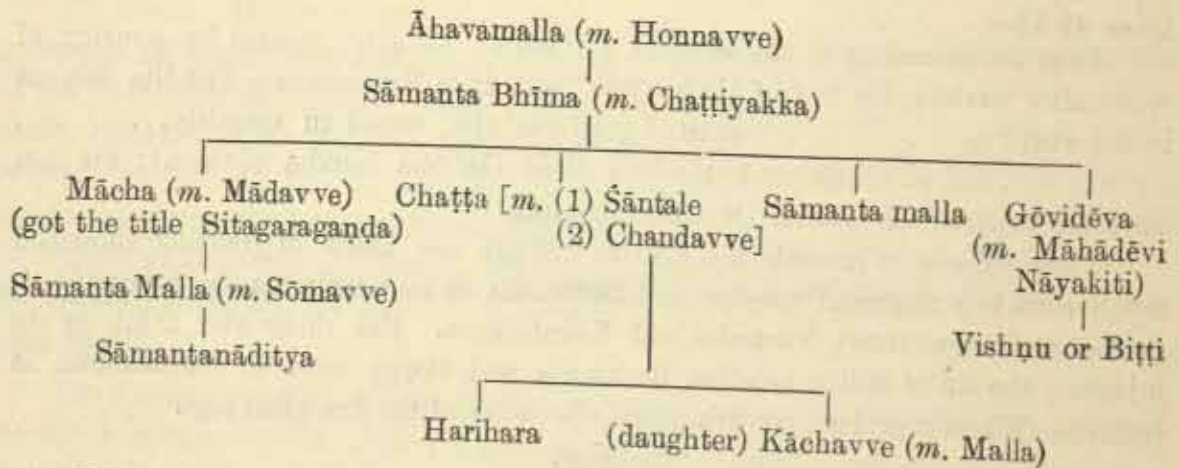 Āhavamalla (m. Honnavve)
Sāmanta Bhīma (m. Chaṭṭiyakka)
Mācha (m. Mādavve)
(got the title Sitagaragaṇḍa)
Chaṭṭa [m. (1) Śāntale
(2) Chandavve]
Sāmanta malla
Gōvidēva
(m. Māhādēvi
Nāyakiti)
Sāmanta Malla (m. Sōmavve)
Sāmantanāditya
Vishṇu or Biṭṭi
Harihara
(daughter) Kāchavve (m. Malla)